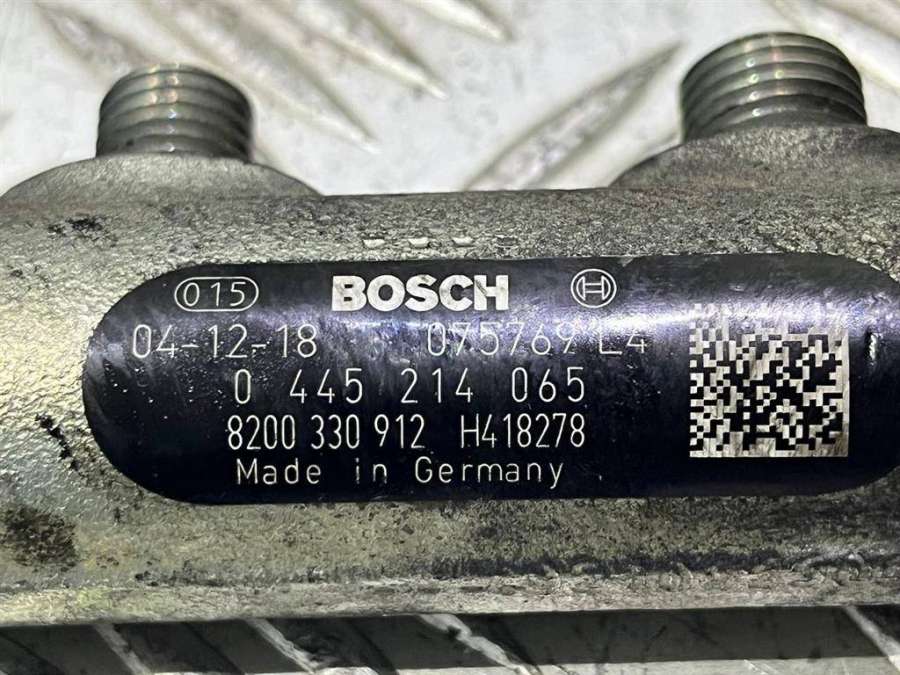 015 BOSCH
04-12-18 075769 L4
0 445 214 065
8200 330 912 H418278
Made in Germany